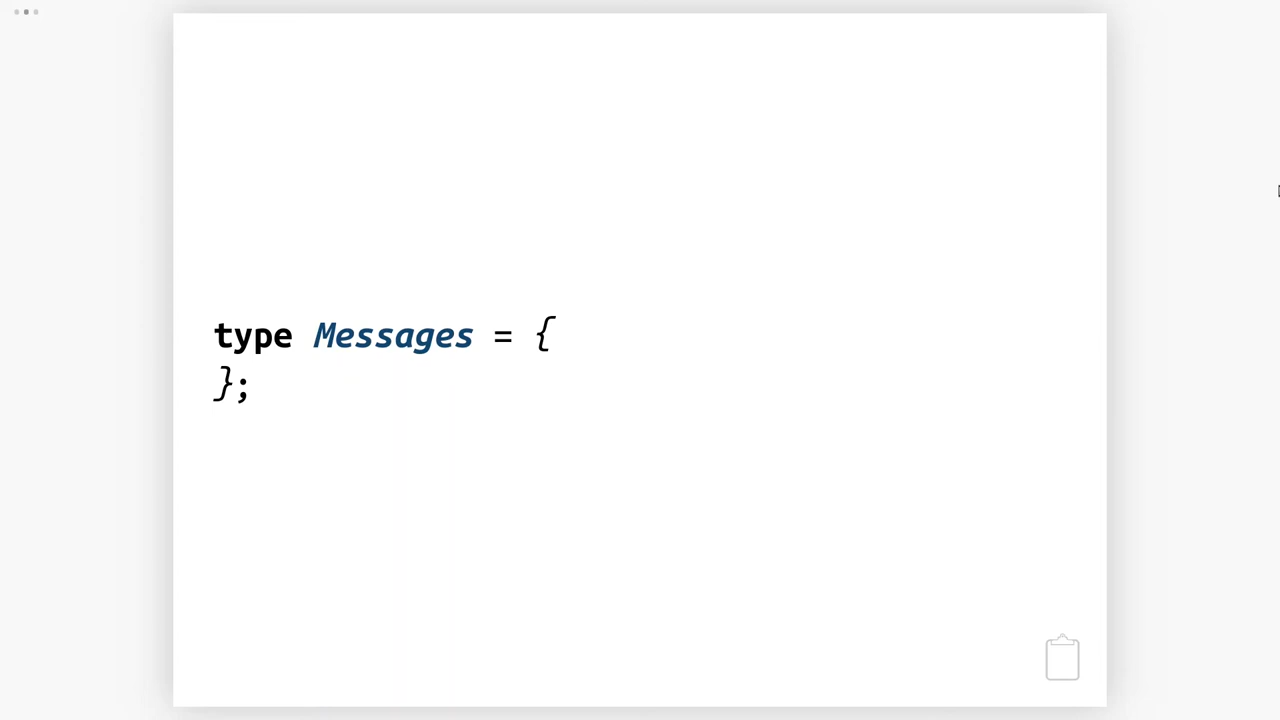 type Messages = {
};